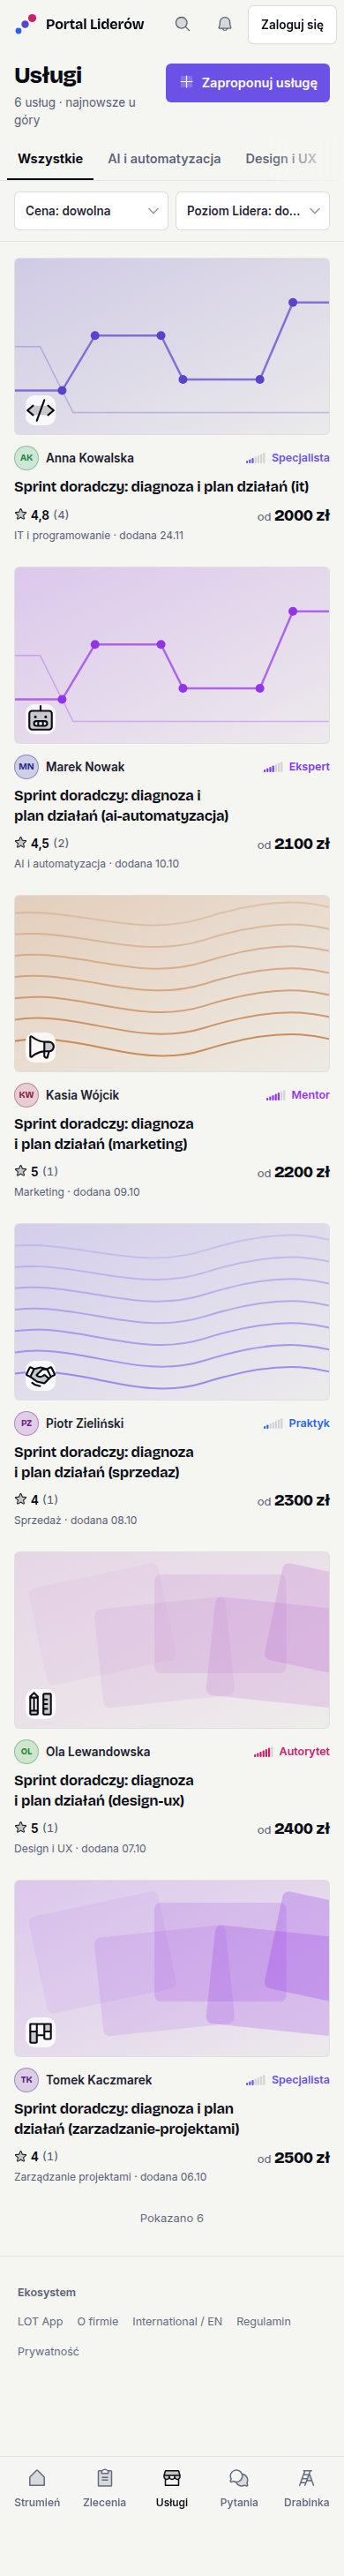 Portal Liderów
Zaloguj się
Usługi
6 usług · najnowsze u
góry
Zaproponuj usługę
Wszystkie
AI i automatyzacja
Design i UX
Cena: dowolna
Poziom Lidera: do...
</>
AK
Anna Kowalska
Specjalista
Sprint doradczy: diagnoza i plan działań (it)
4,8 (4)
od 2000 zł
IT i programowanie · dodana 24.11
MN
Marek Nowak
Ekspert
Sprint doradczy: diagnoza i
plan działań (ai-automatyzacja)
4,5 (2)
od 2100 zł
AI i automatyzacja · dodana 10.10
KW
Kasia Wójcik
Mentor
Sprint doradczy: diagnoza
i plan działań (marketing)
5 (1)
od 2200 zł
Marketing · dodana 09.10
PZ
Piotr Zieliński
Praktyk
Sprint doradczy: diagnoza
i plan działań (sprzedaz)
4 (1)
od 2300 zł
Sprzedaż · dodana 08.10
OL
Ola Lewandowska
Autorytet
Sprint doradczy: diagnoza
i plan działań (design-ux)
5 (1)
od 2400 zł
Design i UX · dodana 07.10
TK
Tomek Kaczmarek
Specjalista
Sprint doradczy: diagnoza i plan
działań (zarzadzanie-projektami)
4 (1)
od 2500 zł
Zarządzanie projektami · dodana 06.10
Pokazano 6
Ekosystem
LOT App
O firmie
International / EN
Regulamin
Prywatność
Strumień
Zlecenia
Usługi
Pytania
Drabinka